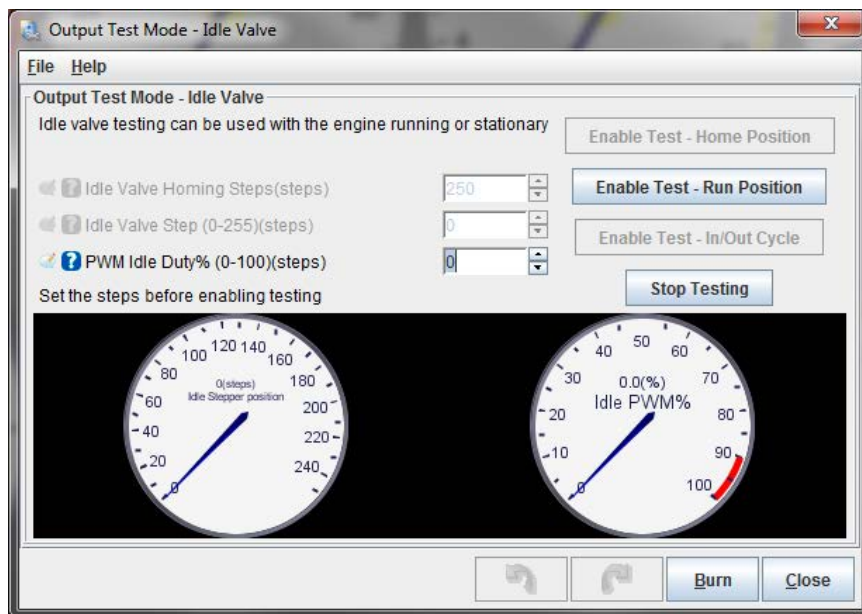 Output Test Mode - Idle Valve
File Help
Output Test Mode - Idle Valve
Idle valve testing can be used with the engine running or stationary
Enable Test - Home Position
Idle Valve Homing Steps(steps)
250
Enable Test - Run Position
Idle Valve Step (0-255)(steps)
0
Enable Test - In/Out Cycle
PWM Idle Duty% (0-100)(steps)
0
Set the steps before enabling testing
Stop Testing
0 20 40 60 80 100 120 140 160 180 200 220 240
0(steps)
Idle Stepper position
0 10 20 30 40 50 60 70 80 90 100
0.0(%)
Idle PWM%
Burn
Close